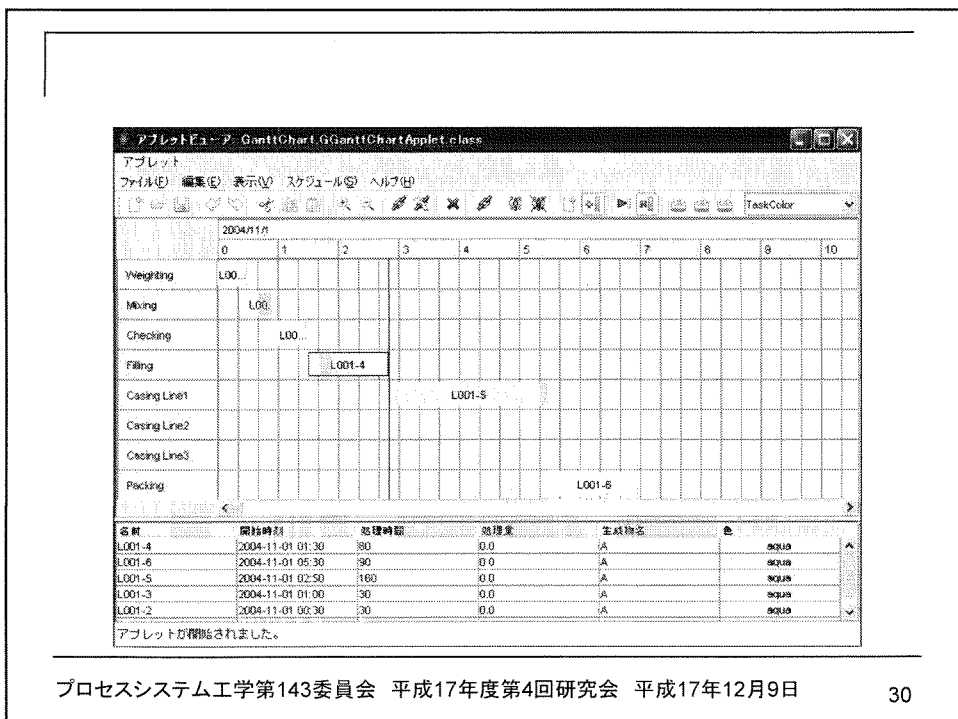 アプレットビューア: GanttChart.GGanttChartApplet.class
アプレット
ファイル(F) 編集(E) 表示(V) スケジュール(S) ヘルプ(H)
TaskColor
2004/11/1
0 1 2 3 4 5 6 7 8 9 10
Weighting L00...
Mixing L00
Checking L00...
Filling L001-4
Casing Line1 L001-5
Casing Line2
Casing Line3
Packing L001-6
名前 開始時刻 処理時間 処理量 生成物名 色
L001-4 2004-11-01 01:30 80 0.0 A aqua
L001-6 2004-11-01 05:30 90 0.0 A aqua
L001-5 2004-11-01 02:50 160 0.0 A aqua
L001-3 2004-11-01 01:00 30 0.0 A aqua
L001-2 2004-11-01 00:30 30 0.0 A aqua
アプレットが開始されました。
プロセスシステム工学第143委員会 平成17年度第4回研究会 平成17年12月9日 30